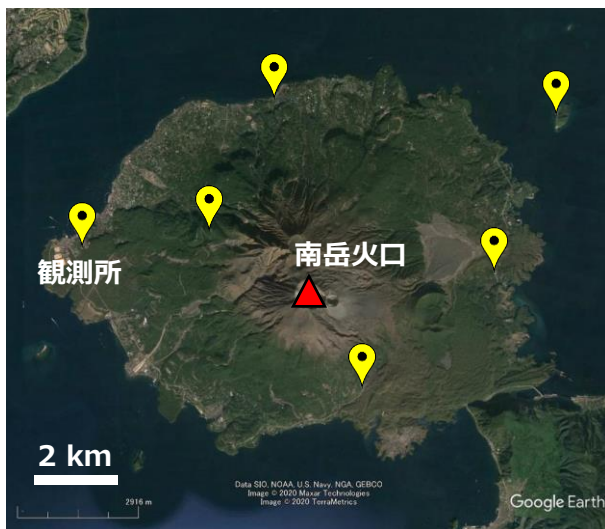 南岳火口
観測所
2 km
2916 m
Data SIO, NOAA, U.S. Navy, NGA, GEBCO
Image © 2020 Maxar Technologies
Image © 2020 TerraMetrics
Google Earth